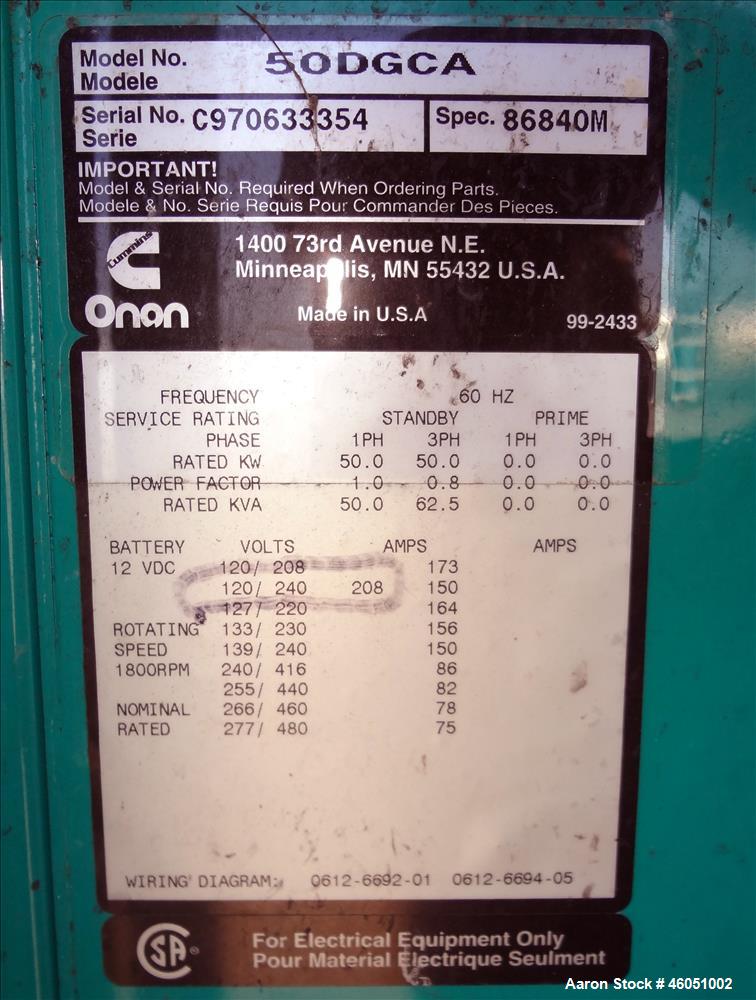 Model No. 50DGCA
Modele
Serial No. C970633354 Spec. 86840M
Serie
IMPORTANT!
Model & Serial No. Required When Ordering Parts.
Modele & No. Serie Requis Pour Commander Des Pieces.
Cummins
Onan
1400 73rd Avenue N.E.
Minneapolis, MN 55432 U.S.A.
Made in U.S.A 99-2433
FREQUENCY 60 HZ
SERVICE RATING STANDBY PRIME
PHASE 1PH 3PH 1PH 3PH
RATED KW 50.0 50.0 0.0 0.0
POWER FACTOR 1.0 0.8 0.0 0.0
RATED KVA 50.0 62.5 0.0 0.0
BATTERY VOLTS AMPS AMPS
12 VDC 120/ 208 173
120/ 240 208 150
127/ 220 164
ROTATING 133/ 230 156
SPEED 139/ 240 150
1800RPM 240/ 416 86
255/ 440 82
NOMINAL 266/ 460 78
RATED 277/ 480 75
WIRING DIAGRAM: 0612-6692-01 0612-6694-05
SA ®
For Electrical Equipment Only
Pour Material Electrique Seulment
Aaron Stock # 46051002